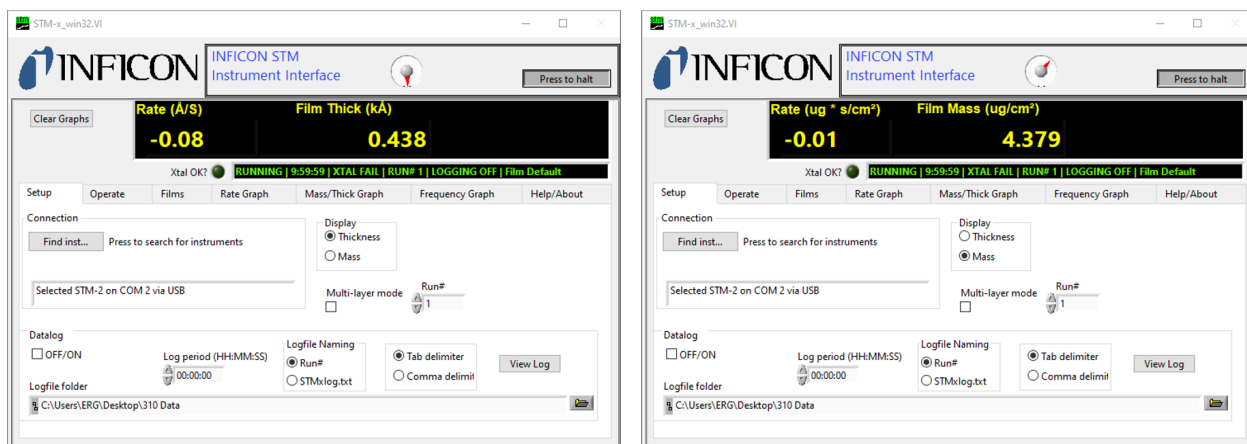 STM-x_win32.VI
INFICON
INFICON STM
Instrument Interface
Press to halt
Clear Graphs
Rate (Å/S)
Film Thick (kÅ)
-0.08
0.438
Xtal OK?
RUNNING | 9:59:59 | XTAL FAIL | RUN# 1 | LOGGING OFF | Film Default
Setup
Operate
Films
Rate Graph
Mass/Thick Graph
Frequency Graph
Help/About
Connection
Find inst...
Press to search for instruments
Selected STM-2 on COM 2 via USB
Display
Thickness
Mass
Multi-layer mode
Run#
1
Datalog
OFF/ON
Log period (HH:MM:SS)
00:00:00
Logfile Naming
Run#
STMxlog.txt
Tab delimiter
Comma delimit
View Log
Logfile folder
C:\Users\ERG\Desktop\310 Data
STM-x_win32.VI
INFICON
INFICON STM
Instrument Interface
Press to halt
Clear Graphs
Rate (ug * s/cm²)
Film Mass (ug/cm²)
-0.01
4.379
Xtal OK?
RUNNING | 9:59:59 | XTAL FAIL | RUN# 1 | LOGGING OFF | Film Default
Setup
Operate
Films
Rate Graph
Mass/Thick Graph
Frequency Graph
Help/About
Connection
Find inst...
Press to search for instruments
Selected STM-2 on COM 2 via USB
Display
Thickness
Mass
Multi-layer mode
Run#
1
Datalog
OFF/ON
Log period (HH:MM:SS)
00:00:00
Logfile Naming
Run#
STMxlog.txt
Tab delimiter
Comma delimit
View Log
Logfile folder
C:\Users\ERG\Desktop\310 Data